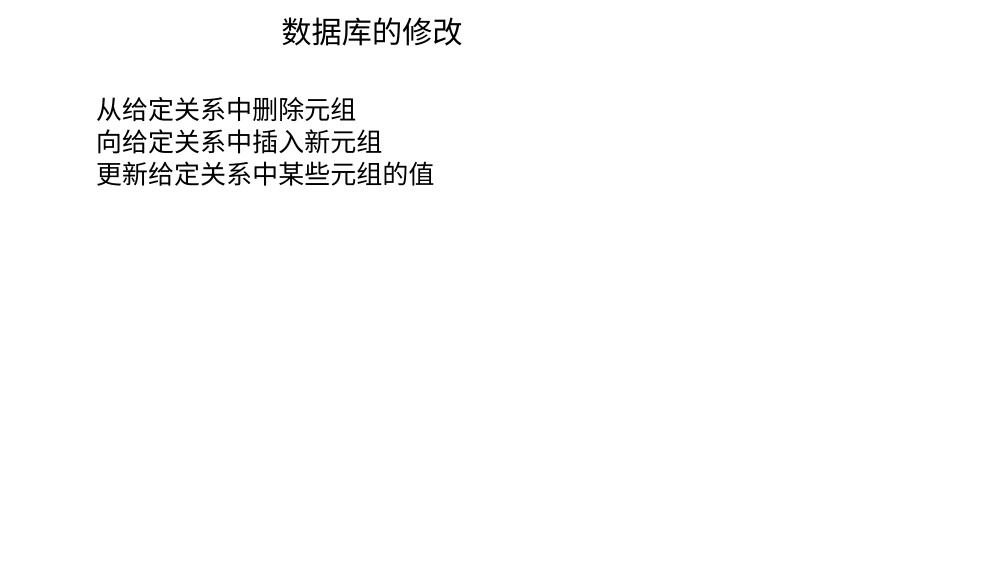 数据库的修改
从给定关系中删除元组
向给定关系中插入新元组
更新给定关系中某些元组的值